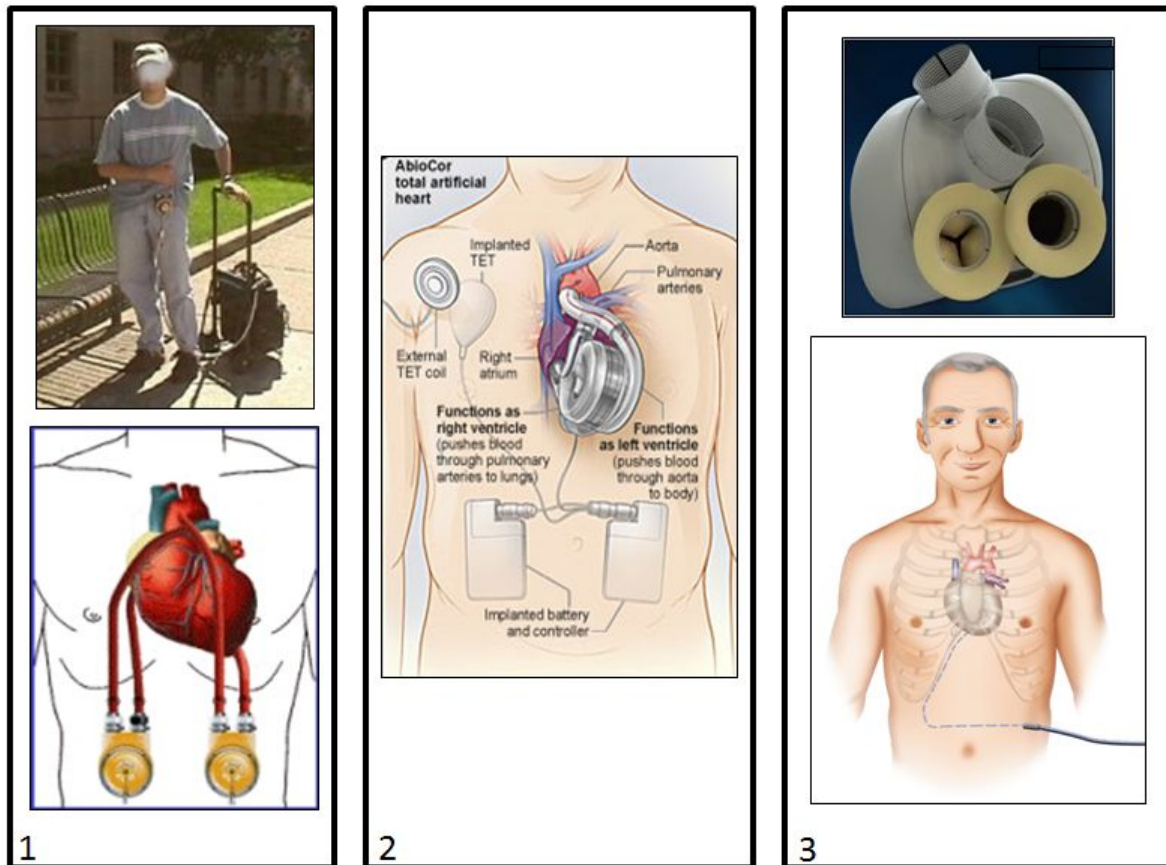 AbioCor
total artificial
heart
Implanted
TET
Aorta
Pulmonary
arteries
External
TET coil
Right
atrium
Functions as
right ventricle
(pushes blood
through pulmonary
arteries to lungs)
Functions
as left ventricle
(pushes blood
through aorta
to body)
Implanted battery
and controller
1
2
3